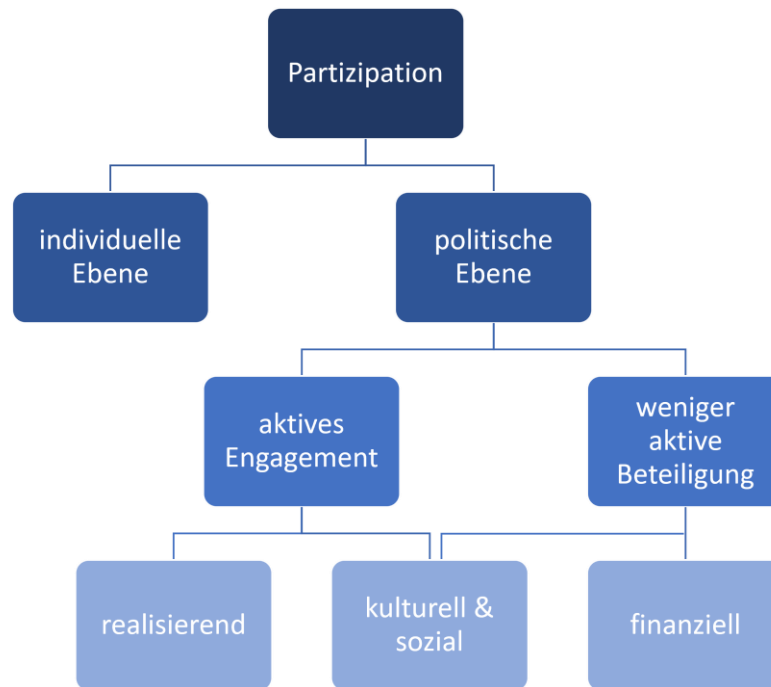 Partizipation
individuelle
Ebene
politische
Ebene
aktives
Engagement
weniger
aktive
Beteiligung
realisierend
kulturell &
sozial
finanziell